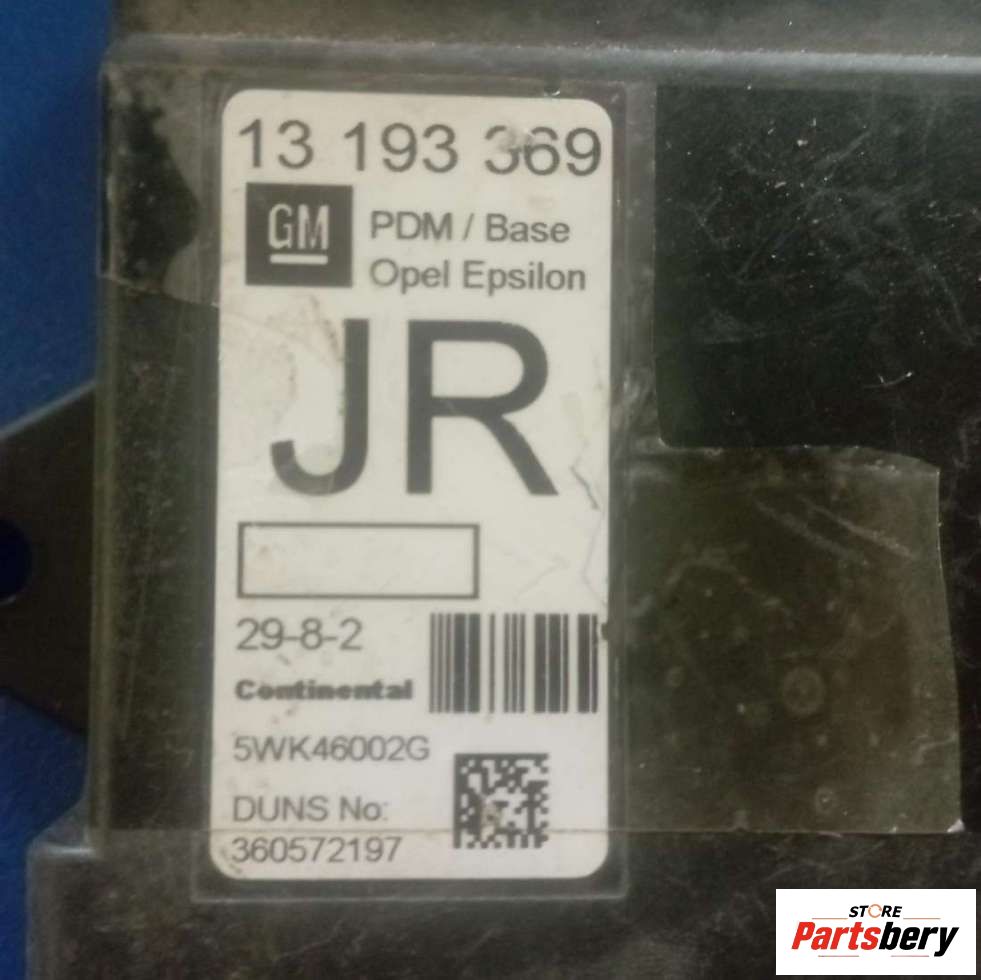 13 193 369
GM
PDM / Base
Opel Epsilon
JR
29-8-2
Continental
5WK46002G
DUNS No:
360572197
STORE
Partsbery